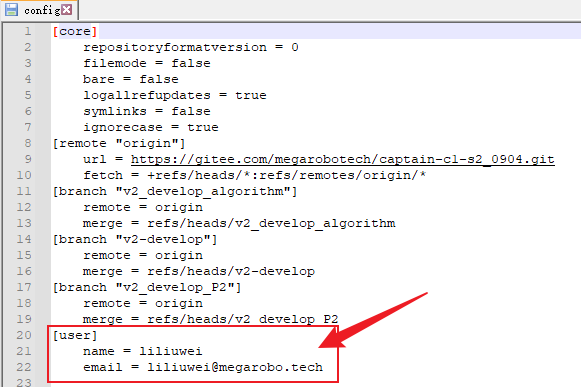 config
1 [core]
2 repositoryformatversion = 0
3 filemode = false
4 bare = false
5 logallrefupdates = true
6 symlinks = false
7 ignorecase = true
8 [remote "origin"]
9 url = https://gitee.com/megarobotech/captain-cl-s2_0904.git
10 fetch = +refs/heads/*:refs/remotes/origin/*
11 [branch "v2_develop_algorithm"]
12 remote = origin
13 merge = refs/heads/v2_develop_algorithm
14 [branch "v2-develop"]
15 remote = origin
16 merge = refs/heads/v2-develop
17 [branch "v2_develop_P2"]
18 remote = origin
19 merge = refs/heads/v2_develop_P2
20 [user]
21 name = liliuwei
22 email = liliuwei@megarobo.tech
23